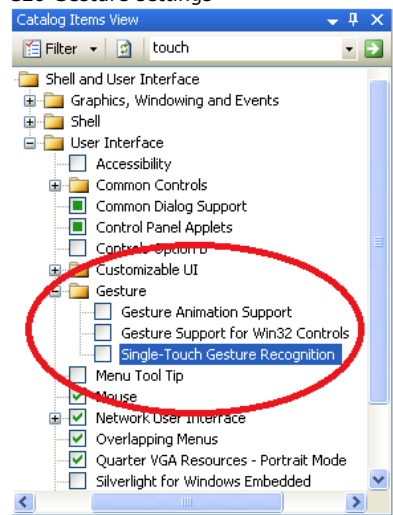 Catalog Items View
Filter touch
Shell and User Interface
Graphics, Windowing and Events
Shell
User Interface
Accessibility
Common Controls
Common Dialog Support
Control Panel Applets
Controls Option B
Customizable UI
Gesture
Gesture Animation Support
Gesture Support for Win32 Controls
Single-Touch Gesture Recognition
Menu Tool Tip
Mouse
Network User Interface
Overlapping Menus
Quarter VGA Resources - Portrait Mode
Silverlight for Windows Embedded